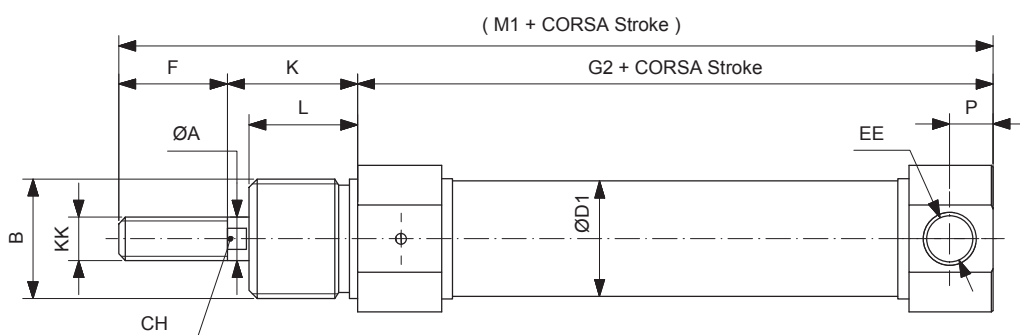 ( M1 + CORSA Stroke )
F
K
G2 + CORSA Stroke
L
P
ØA
EE
B
KK
ØD1
CH